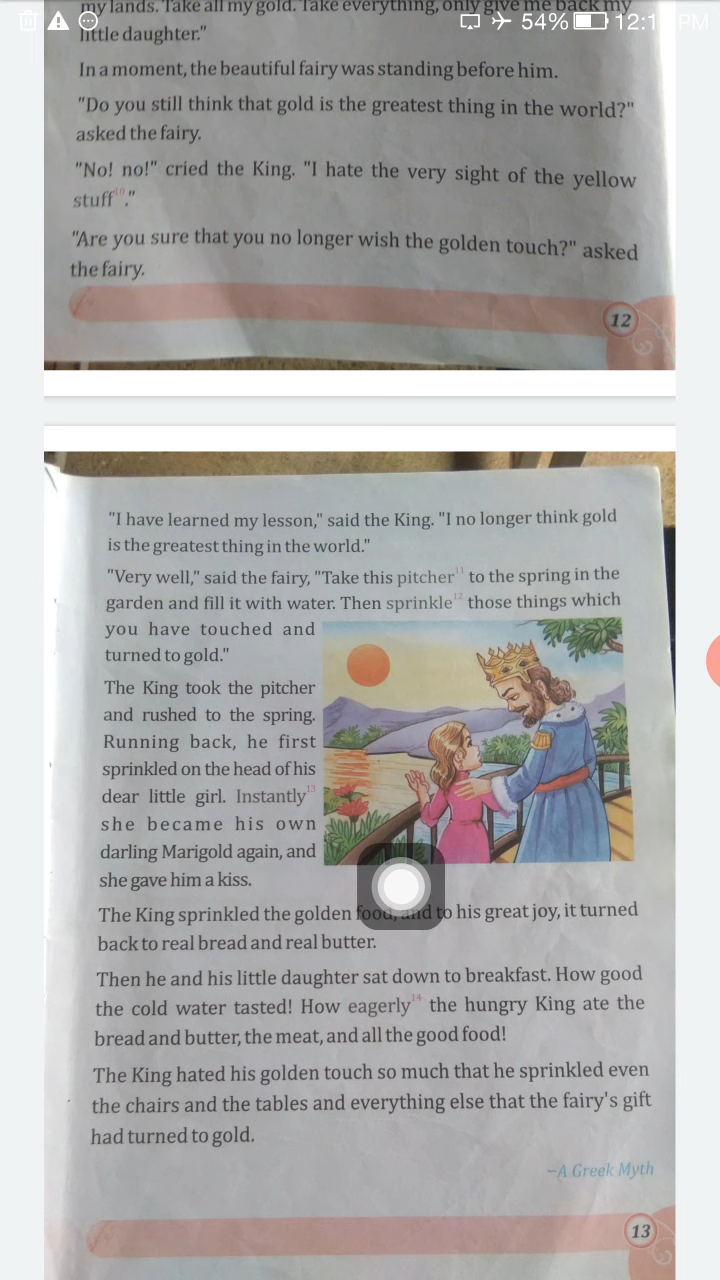 my lands. Take all my gold. Take everything, only give me back my
54% 12:1 PM
little daughter."
In a moment, the beautiful fairy was standing before him.
"Do you still think that gold is the greatest thing in the world?"
asked the fairy.
"No! no!" cried the King. "I hate the very sight of the yellow
stuff10."
"Are you sure that you no longer wish the golden touch?" asked
the fairy.
12
"I have learned my lesson," said the King. "I no longer think gold
is the greatest thing in the world."
"Very well," said the fairy, "Take this pitcher11 to the spring in the
garden and fill it with water. Then sprinkle12 those things which
you have touched and
turned to gold."
The King took the pitcher
and rushed to the spring.
Running back, he first
sprinkled on the head of his
dear little girl. Instantly13
she became his own
darling Marigold again, and
she gave him a kiss.
The King sprinkled the golden food, and to his great joy, it turned
back to real bread and real butter.
Then he and his little daughter sat down to breakfast. How good
the cold water tasted! How eagerly14 the hungry King ate the
bread and butter, the meat, and all the good food!
The King hated his golden touch so much that he sprinkled even
the chairs and the tables and everything else that the fairy's gift
had turned to gold.
~A Greek Myth
13